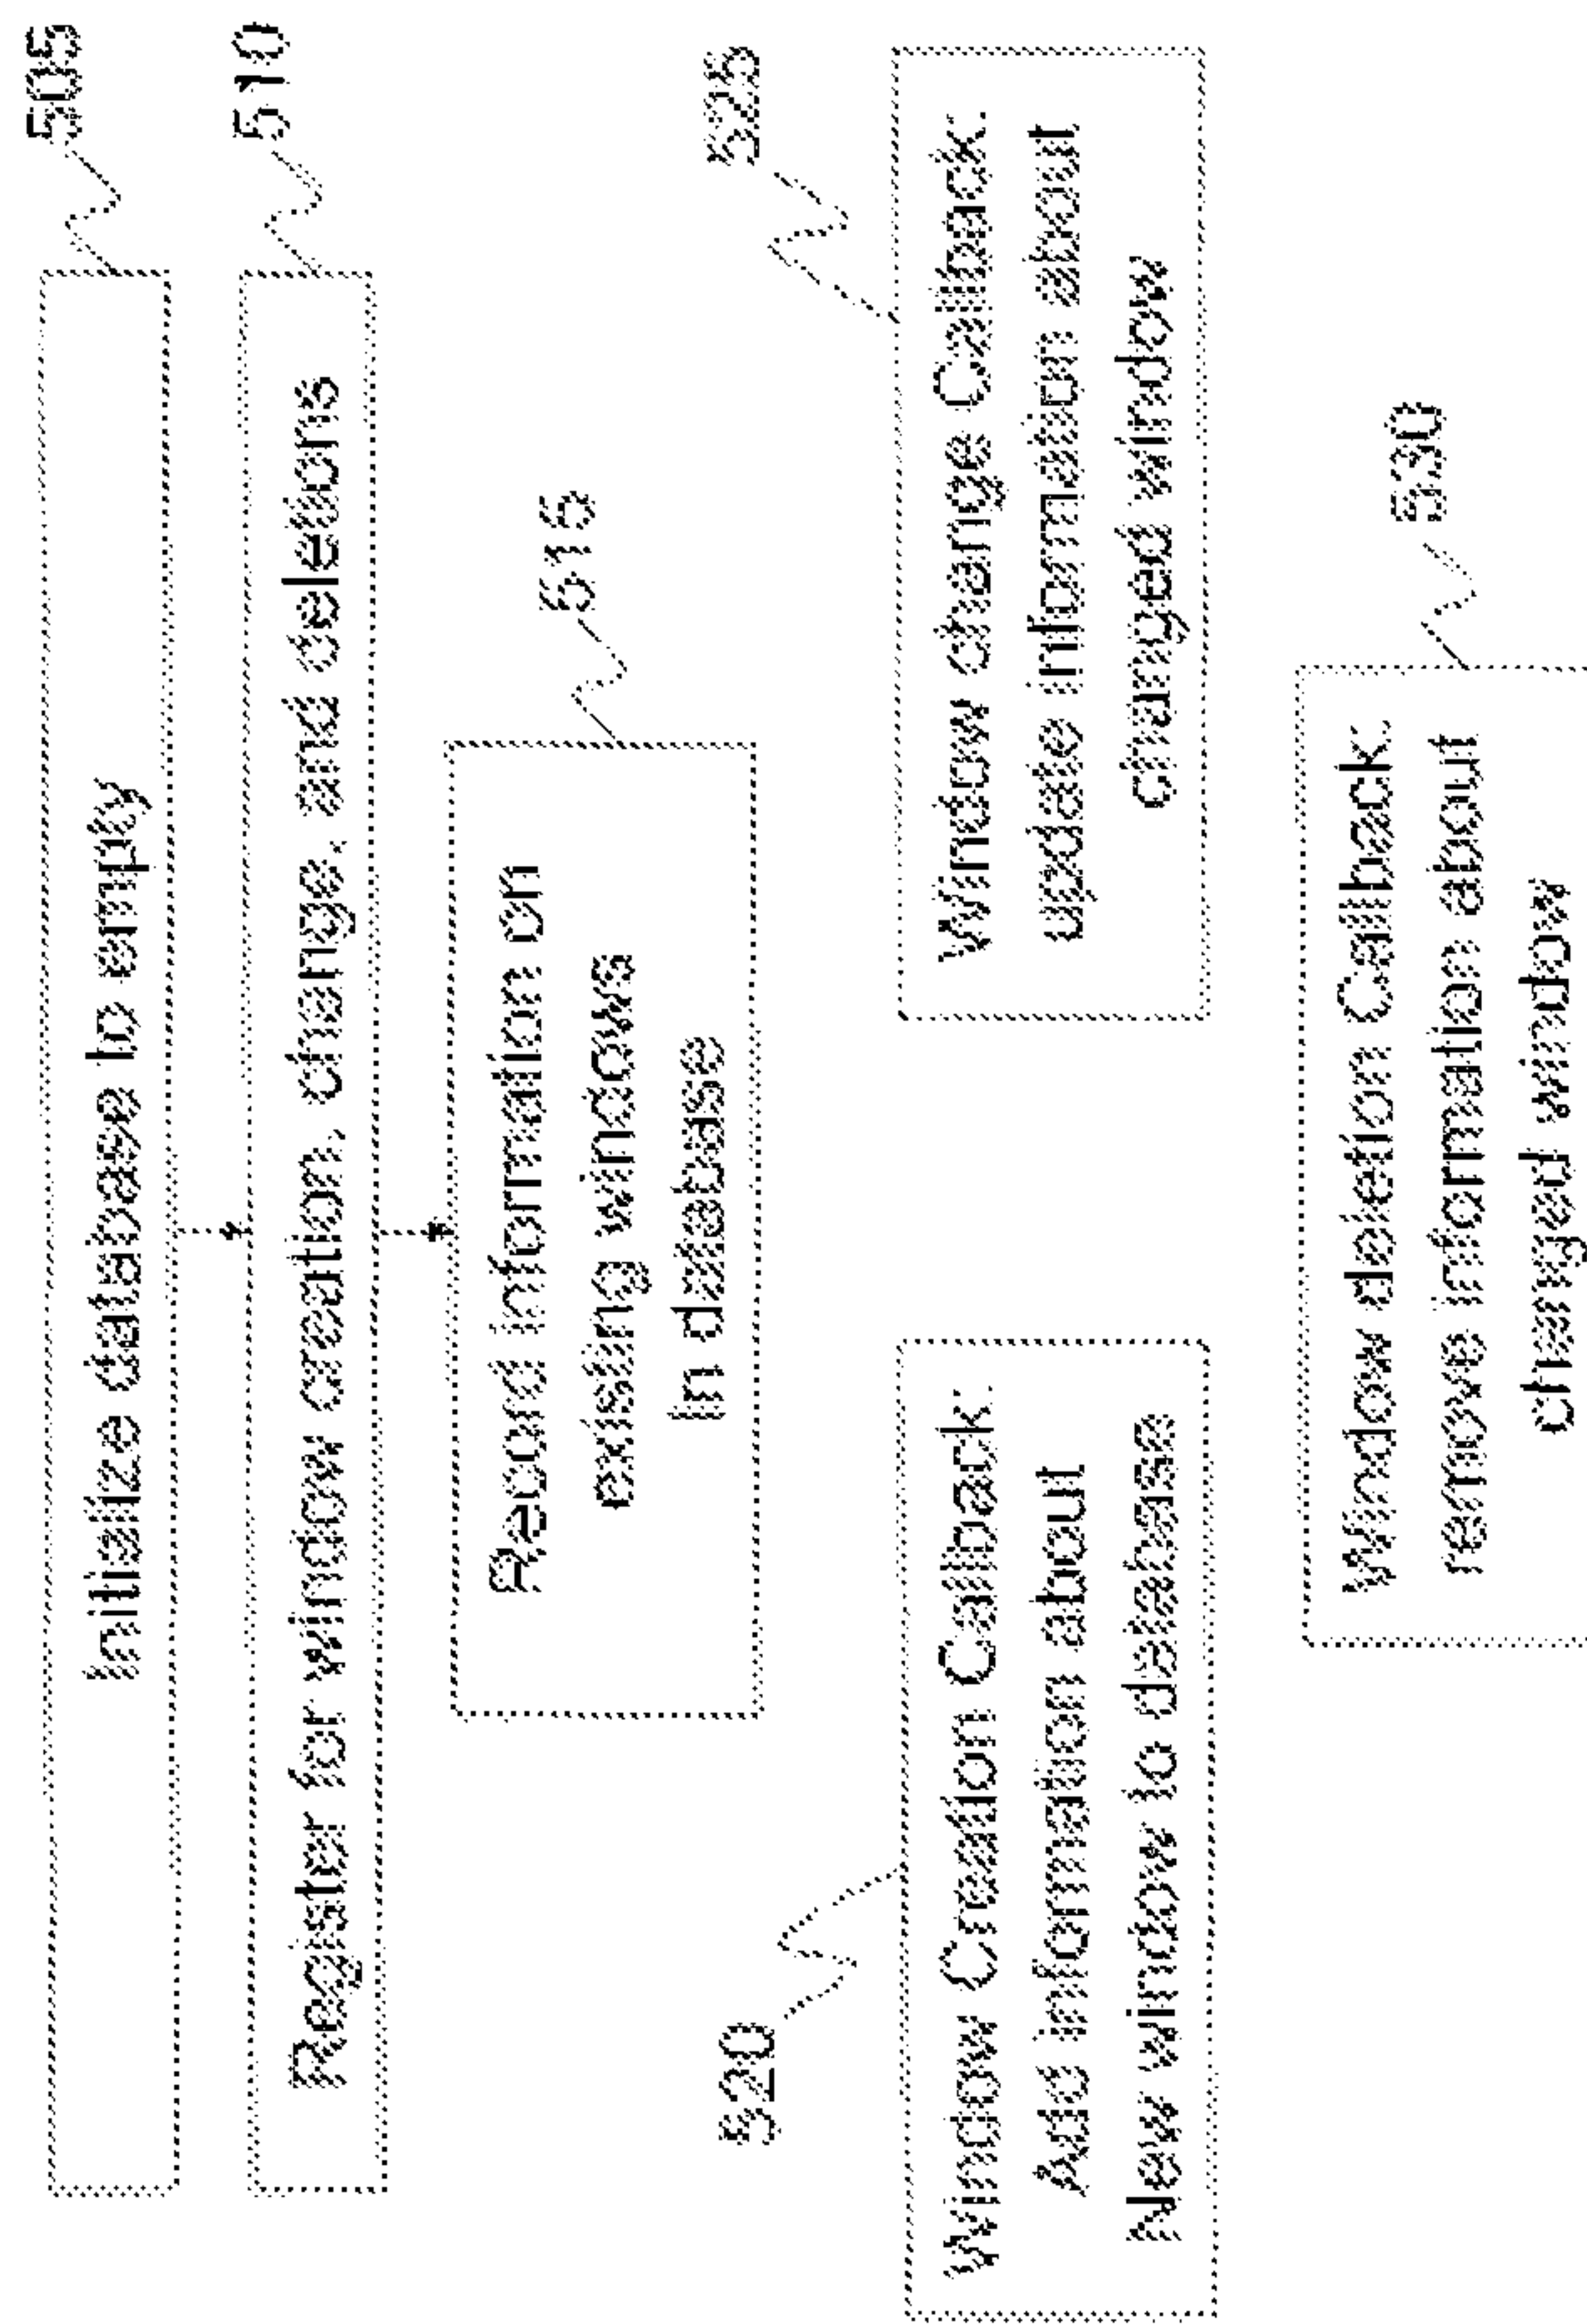 505
Initialize database to empty
510
Register for window creation, change, and deletions
515
Record information on
existing windows
in database
520
Window Creation Callback:
Add information about
New window to database
525
Window change Callback:
update information about
changed window
530
Window deletion Callback:
remove information about
changed window